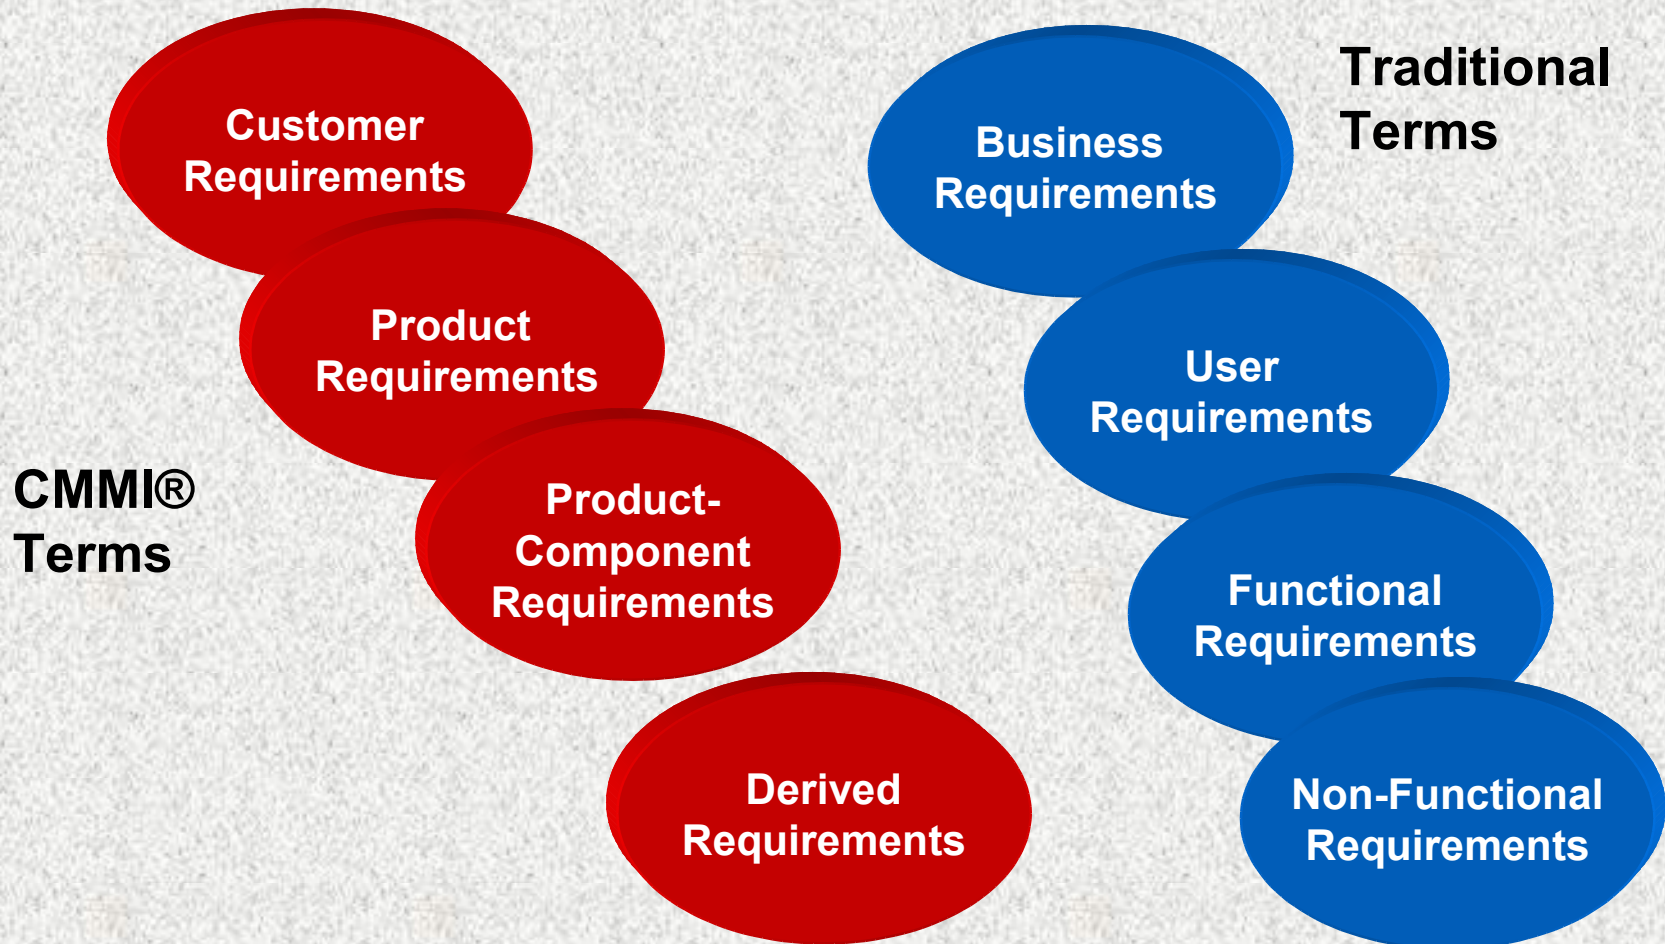 Customer
Requirements
Product
Requirements
CMMI®
Terms
Product-
Component
Requirements
Derived
Requirements
Traditional
Terms
Business
Requirements
User
Requirements
Functional
Requirements
Non-Functional
Requirements